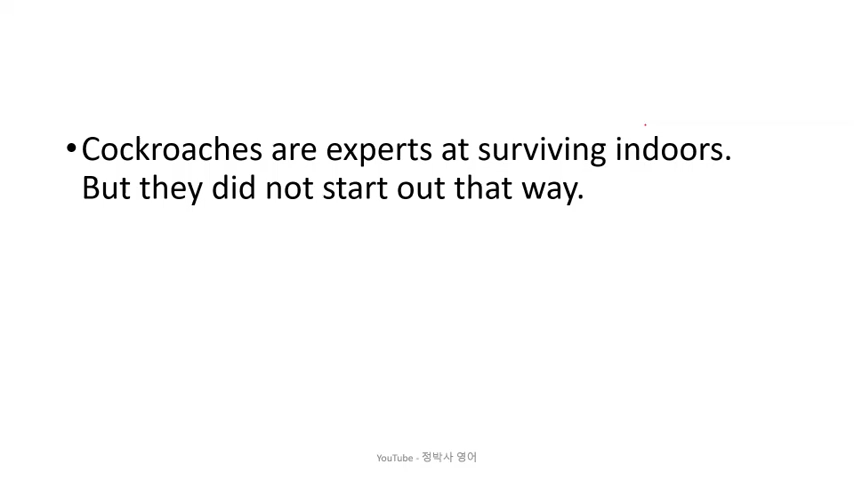 •Cockroaches are experts at surviving indoors.
But they did not start out that way.
YouTube - 정박사 영어